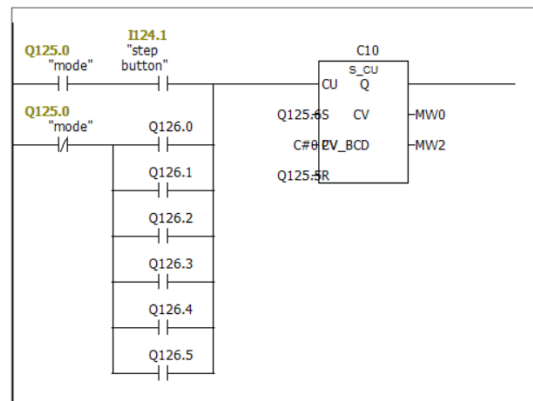 I124.1
Q125.0 "step C10
"mode" button" S_CU
CU Q
Q125.0
"mode" Q126.0 Q125.6 S CV MW0
C#0 PV CV_BCD MW2
Q126.1 Q125.5 R
Q126.2
Q126.3
Q126.4
Q126.5